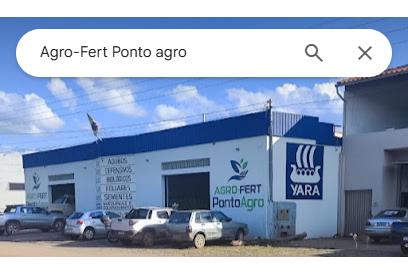 Agro-Fert Ponto agro
ADUBOS
DEFENSIVOS
BIOLÓGICOS
FOLIARES
SEMENTES
AGRO FERT
PontoAgro
YARA